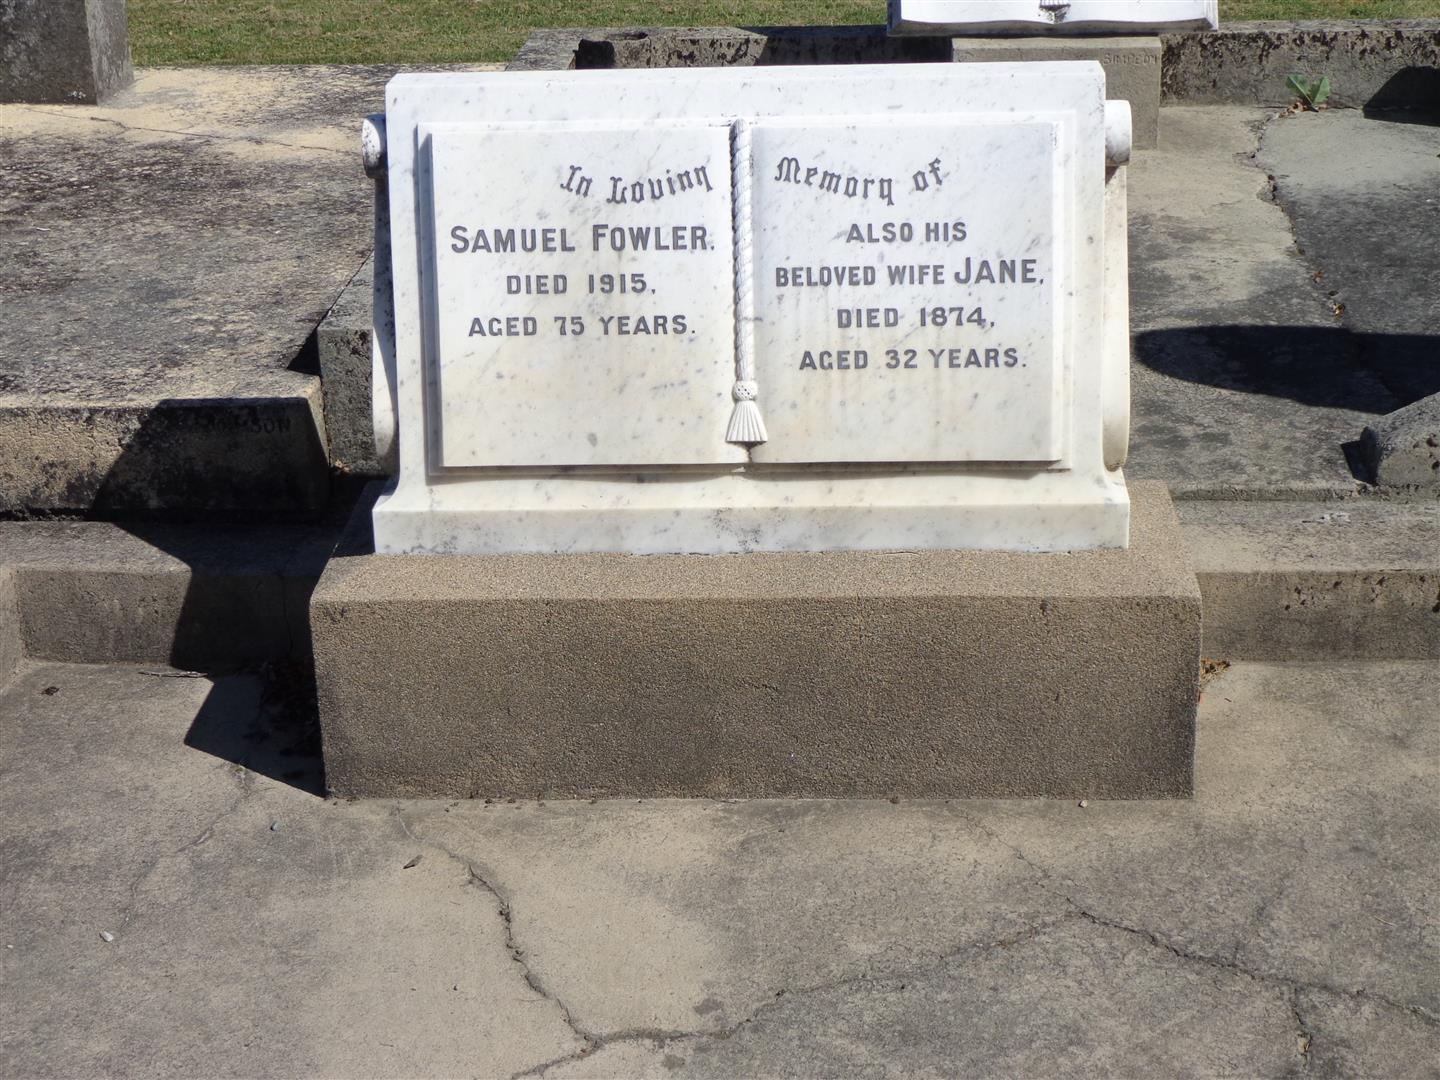 In Loving Memory of
SAMUEL FOWLER.
DIED 1915,
AGED 75 YEARS.
ALSO HIS
BELOVED WIFE JANE,
DIED 1874,
AGED 32 YEARS.